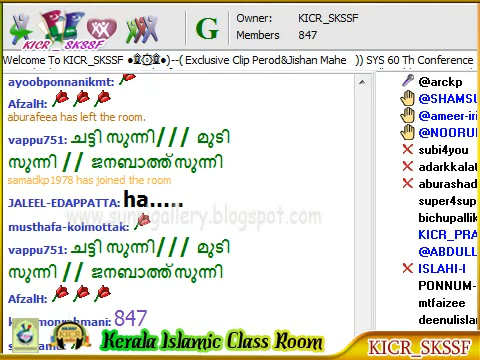 KICR_ SKSSF
G
Owner: KICR_SKSSF
Members 847
Welcome To KICR_SKSSF ●۩۞۩●)--( Exclusive Clip Perod&Jishan Mahe )) SYS 60 Th Conference
ayoobponnanikmt:
AfzalH:
aburafeea has left the room.
vappu751: ചട്ടി സുന്നി/// മുടി
സുന്നി // ജനബാത്ത് സുന്നി
samadkp1978 has joined the room
JALEEL-EDAPPATTA: ha.....
www.sunnigallery.blogspot.com
musthafa-kolmottak:
vappu751: ചട്ടി സുന്നി/// മുടി
സുന്നി // ജനബാത്ത് സുന്നി
AfzalH:
847
@arckp
@SHAMSU
@ameer-iri
@NOORUL
subi4you
adarkkalat
aburashad
super4sup
bichupallik
KICR_PRA
@ABDULL
ISLAHI-I
PONNUM-
mtfaizee
deenulislam
Kerala Islamic Class Room
KICR_SKSSF